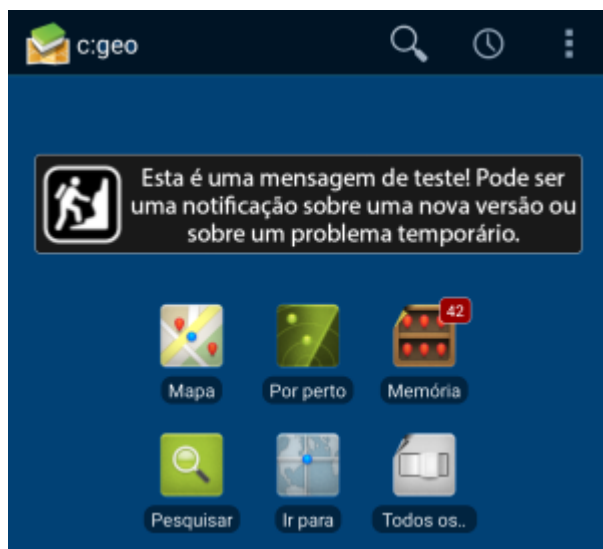 c:geo
Esta é uma mensagem de teste! Pode ser
uma notificação sobre uma nova versão ou
sobre um problema temporário.
42
Mapa Por perto Memória
Pesquisar Ir para Todos os..